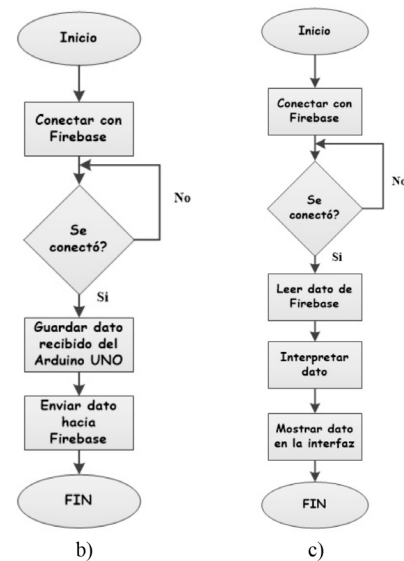 Inicio
Conectar con
Firebase
No
Se
conectó?
Si
Guardar dato
recibido del
Arduino UNO
Enviar dato
hacia
Firebase
FIN
b)
Inicio
Conectar con
Firebase
No
Se
conectó?
Si
Leer dato de
Firebase
Interpretar
dato
Mostrar dato
en la interfaz
FIN
c)